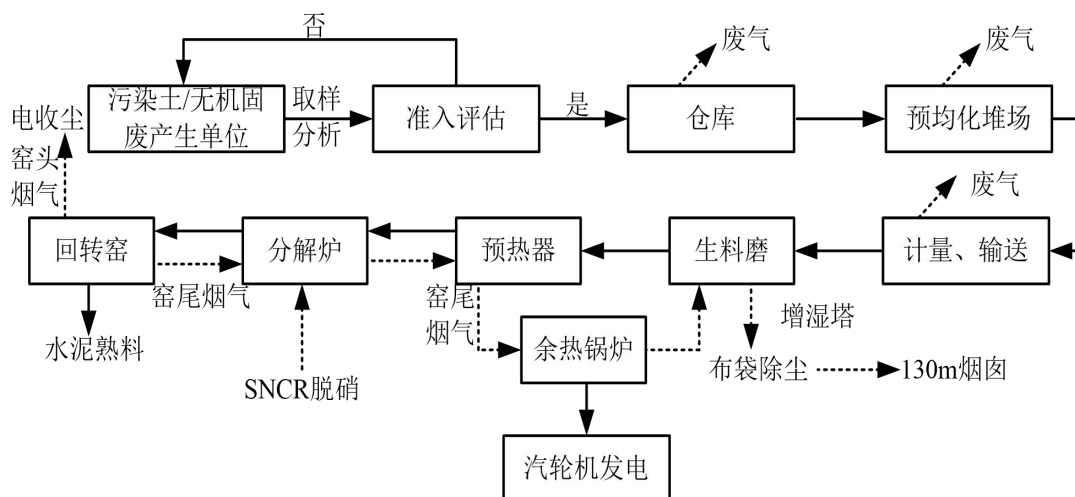 否
废气
废气
电收尘
污染土/无机固
废产生单位
取样
分析
准入评估
是
仓库
预均化堆场
窑头
烟气
废气
回转窑
分解炉
预热器
生料磨
计量、输送
窑尾烟气
窑尾
烟气
增湿塔
水泥熟料
余热锅炉
布袋除尘
130m烟囱
SNCR脱硝
汽轮机发电